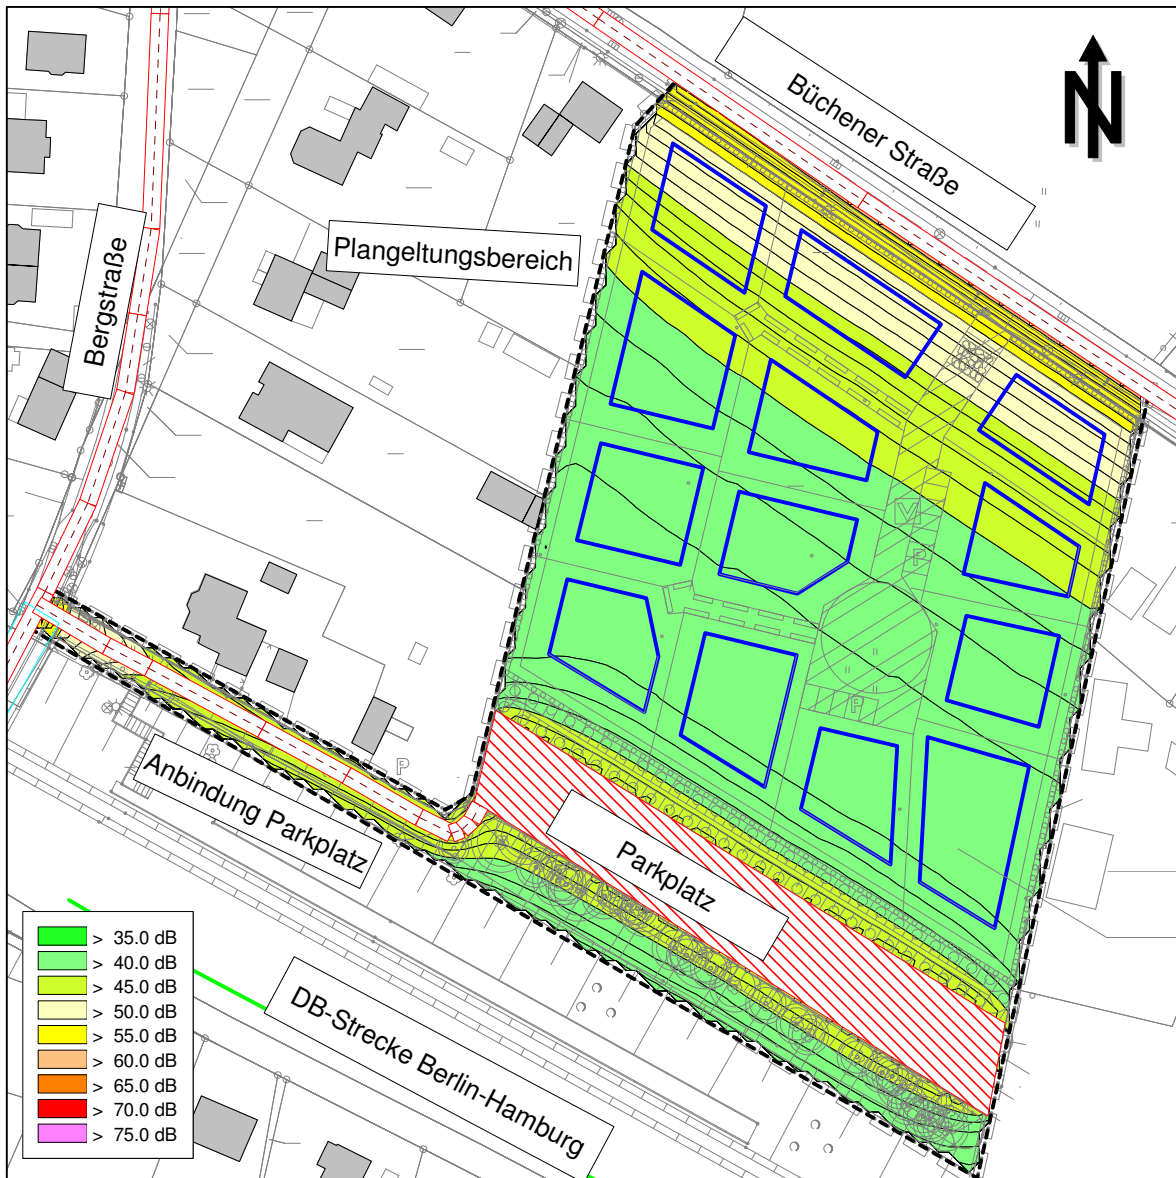 Büchener Straße
N
Plangeltungsbereich
Bergstraße
V
P
P
P
Anbindung Parkplatz
Parkplatz
DB-Strecke Berlin-Hamburg
> 35.0 dB
> 40.0 dB
> 45.0 dB
> 50.0 dB
> 55.0 dB
> 60.0 dB
> 65.0 dB
> 70.0 dB
> 75.0 dB